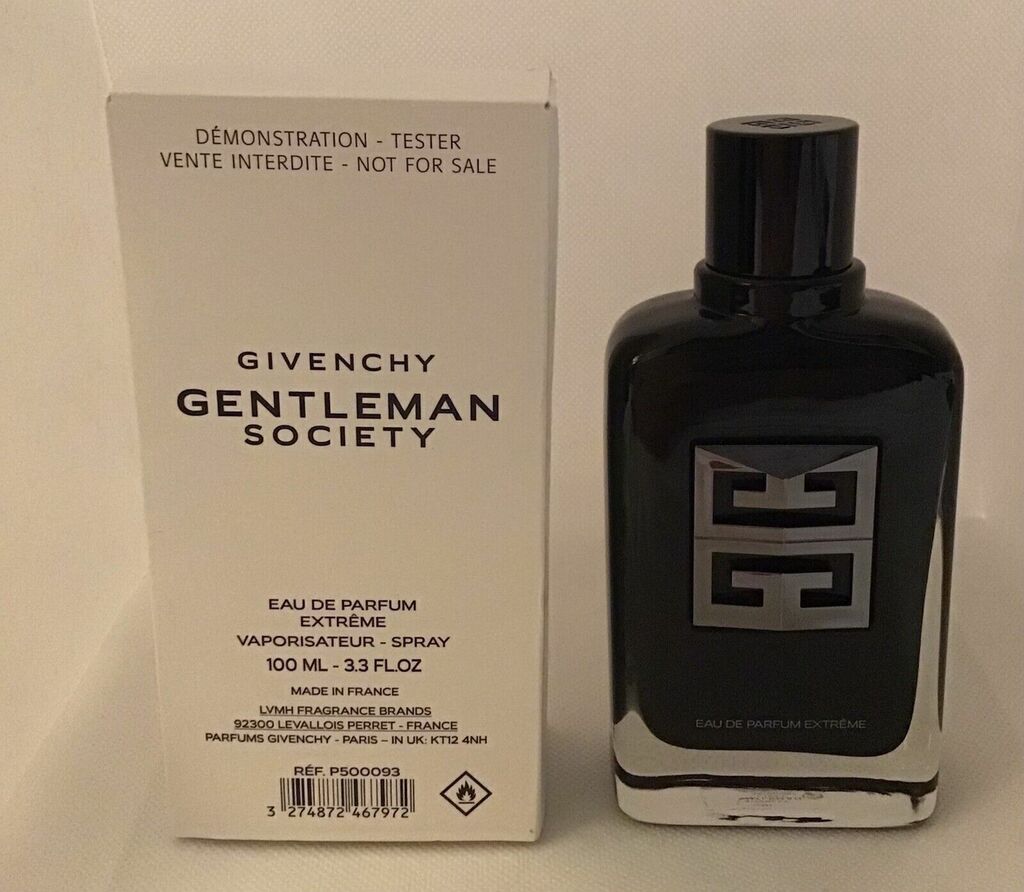 DÉMONSTRATION - TESTER
VENTE INTERDITE - NOT FOR SALE
GIVENCHY
GENTLEMAN
SOCIETY
EAU DE PARFUM
EXTRÊME
VAPORISATEUR - SPRAY
100 ML - 3.3 FL.OZ
MADE IN FRANCE
LVMH FRAGRANCE BRANDS
92300 LEVALLOIS PERRET - FRANCE
PARFUMS GIVENCHY - PARIS – IN UK: KT12 4NH
RÉF. P500093
3 274872 467972
EAU DE PARFUM EXTRÊME